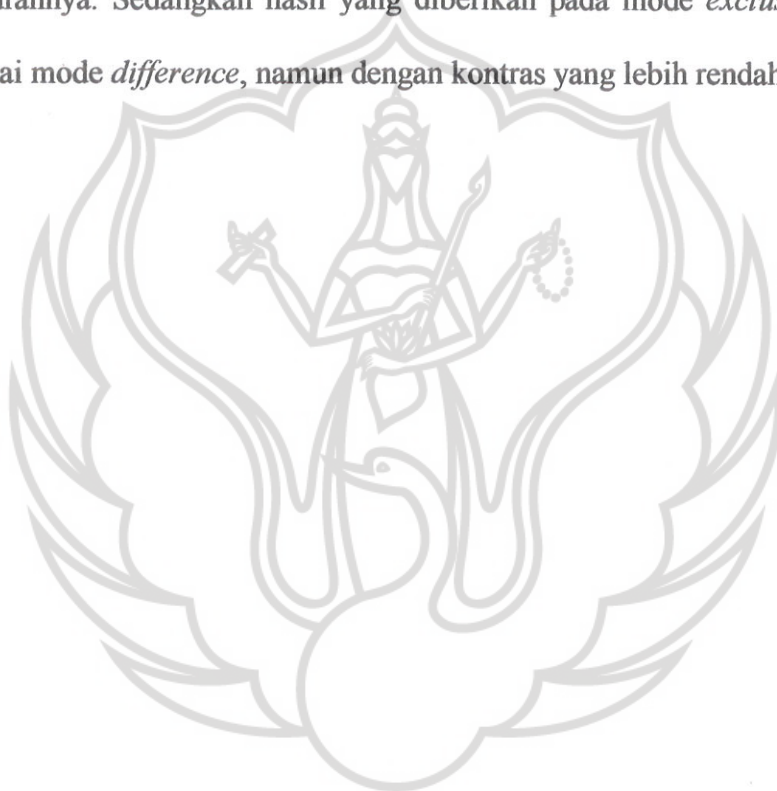 Sedangkan hasil yang diberikan pada mode
ai mode difference, namun dengan kontras yang lebih rendah